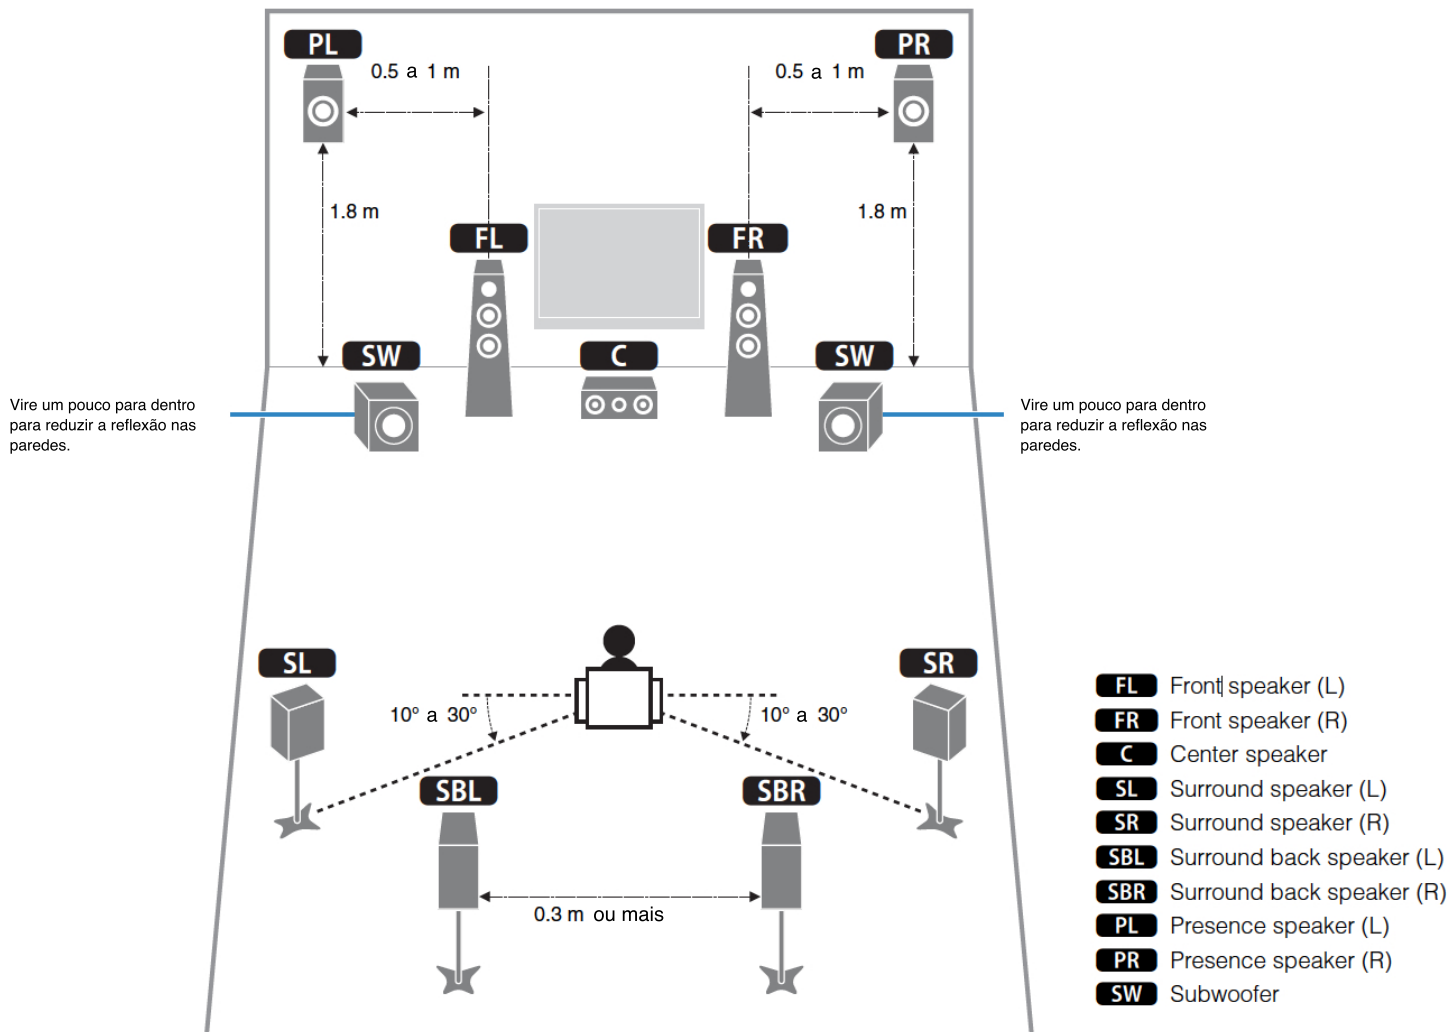 PL
PR
0.5 a 1 m
0.5 a 1 m
1.8 m
1.8 m
FL
FR
SW
C
SW
Vire um pouco para dentro
para reduzir a reflexão nas
paredes.
Vire um pouco para dentro
para reduzir a reflexão nas
paredes.
SL
SR
10° a 30°
10° a 30°
SBL
SBR
0.3 m ou mais
FL Front speaker (L)
FR Front speaker (R)
C Center speaker
SL Surround speaker (L)
SR Surround speaker (R)
SBL Surround back speaker (L)
SBR Surround back speaker (R)
PL Presence speaker (L)
PR Presence speaker (R)
SW Subwoofer